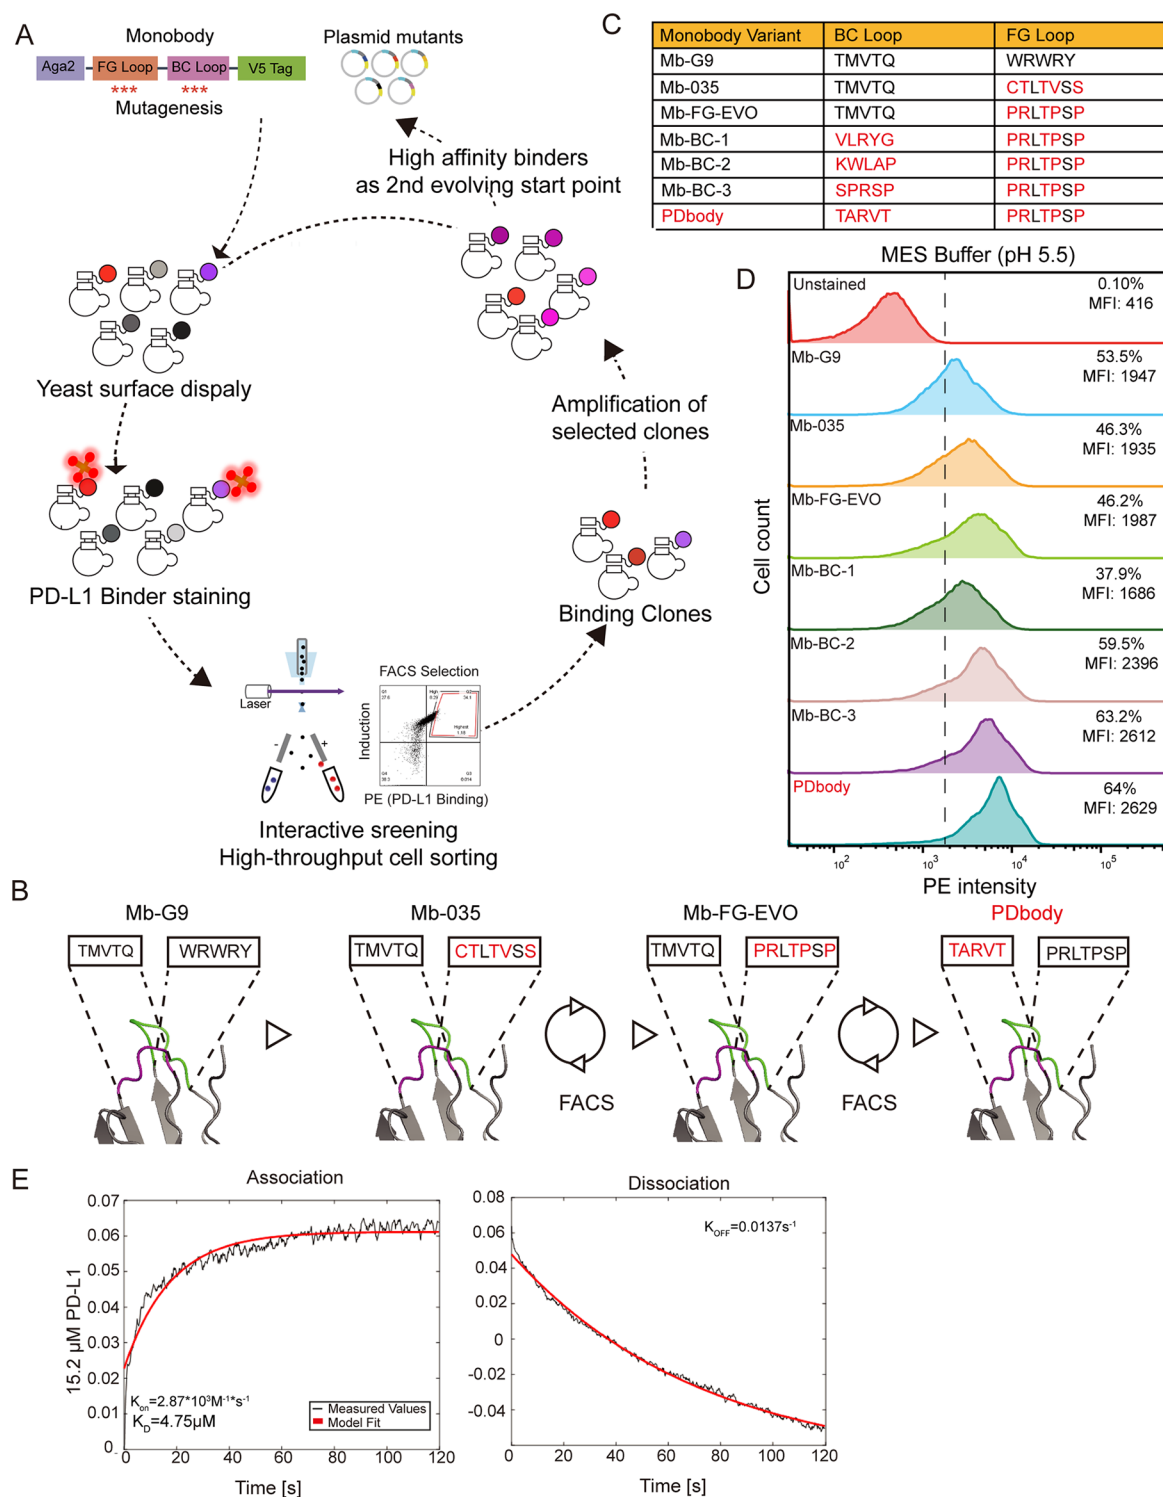 A
Monobody
Aga2
FG Loop
BC Loop
V5 Tag
***
***
Mutagenesis
Plasmid mutants
High affinity binders
as 2nd evolving start point
Yeast surface dispaly
PD-L1 Binder staining
Amplification of
selected clones
Binding Clones
Laser
-
+
FACS Selection
Induction
PE (PD-L1 Binding)
Interactive sreening
High-throughput cell sorting
C
Monobody Variant BC Loop FG Loop
Mb-G9 TMVTQ WRWRY
Mb-035 TMVTQ CTLTVSS
Mb-FG-EVO TMVTQ PRLTPSP
Mb-BC-1 VLRYG PRLTPSP
Mb-BC-2 KWLAP PRLTPSP
Mb-BC-3 SPRSP PRLTPSP
PDbody TARVT PRLTPSP
D
MES Buffer (pH 5.5)
Unstained 0.10%
MFI: 416
Mb-G9 53.5%
MFI: 1947
Mb-035 46.3%
MFI: 1935
Mb-FG-EVO 46.2%
MFI: 1987
Mb-BC-1 37.9%
MFI: 1686
Mb-BC-2 59.5%
MFI: 2396
Mb-BC-3 63.2%
MFI: 2612
PDbody 64%
MFI: 2629
Cell count
10² 10³ 10⁴ 10⁵
PE intensity
B
Mb-G9
TMVTQ WRWRY
Mb-035
TMVTQ CTLTVSS
FACS
Mb-FG-EVO
TMVTQ PRLTPSP
FACS
PDbody
TARVT PRLTPSP
E
Association
15.2 µM PD-L1
0.07
0.06
0.05
0.04
0.03
0.02
0.01
0
Kon=2.87*10³M⁻¹*s⁻¹
KD=4.75µM
Measured Values
Model Fit
0 20 40 60 80 100 120
Time [s]
Dissociation
KOFF=0.0137s⁻¹
0.08
0.06
0.04
0.02
0
-0.02
-0.04
0 20 40 60 80 100 120
Time [s]